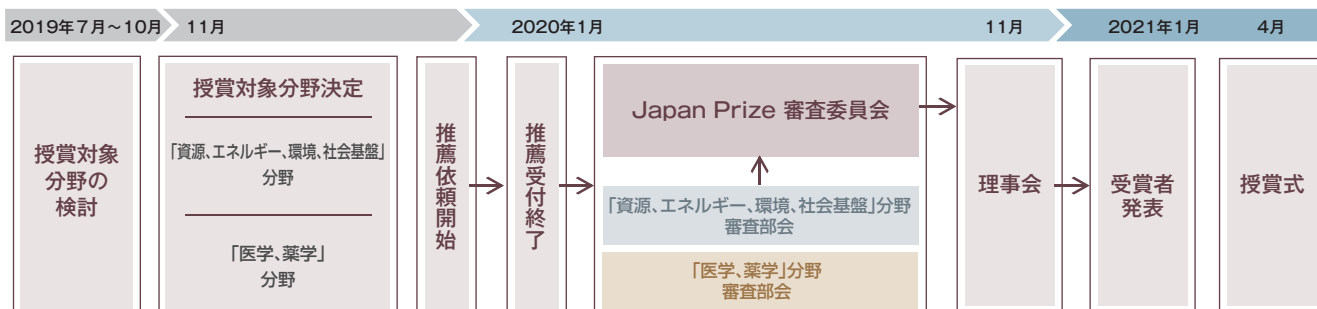 2019年7月～10月
11月
2020年1月
11月
2021年1月
4月
授賞対象
分野の
検討
授賞対象分野決定
「資源、エネルギー、環境、社会基盤」
分野
「医学、薬学」
分野
推薦依頼開始
推薦受付終了
Japan Prize 審査委員会
「資源、エネルギー、環境、社会基盤」分野
審査部会
「医学、薬学」分野
審査部会
理事会
受賞者
発表
授賞式